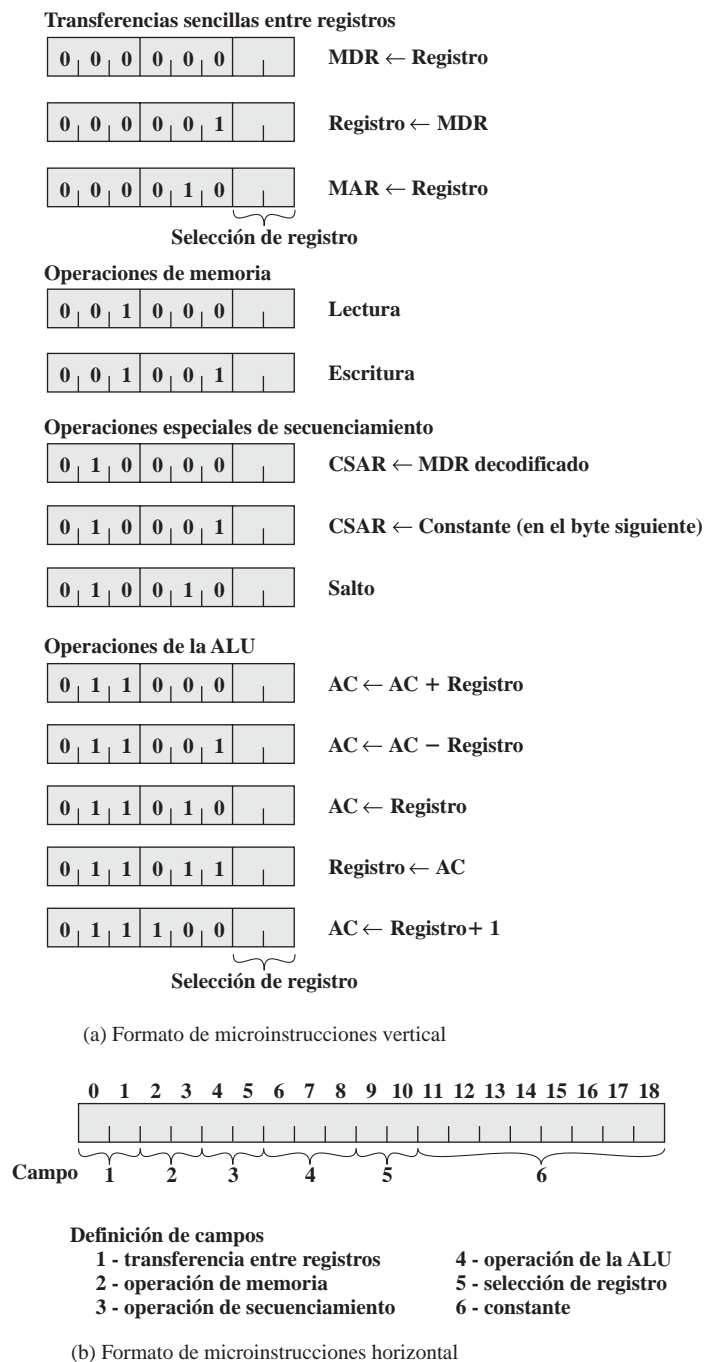 Transferencias sencillas entre registros
0 0 0 0 0 0 MDR ← Registro
0 0 0 0 0 1 Registro ← MDR
0 0 0 0 1 0 MAR ← Registro
Selección de registro
Operaciones de memoria
0 0 1 0 0 0 Lectura
0 0 1 0 0 1 Escritura
Operaciones especiales de secuenciamiento
0 1 0 0 0 0 CSAR ← MDR decodificado
0 1 0 0 0 1 CSAR ← Constante (en el byte siguiente)
0 1 0 0 1 0 Salto
Operaciones de la ALU
0 1 1 0 0 0 AC ← AC + Registro
0 1 1 0 0 1 AC ← AC − Registro
0 1 1 0 1 0 AC ← Registro
0 1 1 0 1 1 Registro ← AC
0 1 1 1 0 0 AC ← Registro + 1
Selección de registro
(a) Formato de microinstrucciones vertical
0 1 2 3 4 5 6 7 8 9 10 11 12 13 14 15 16 17 18
Campo 1 2 3 4 5 6
Definición de campos
1 - transferencia entre registros 4 - operación de la ALU
2 - operación de memoria 5 - selección de registro
3 - operación de secuenciamiento 6 - constante
(b) Formato de microinstrucciones horizontal